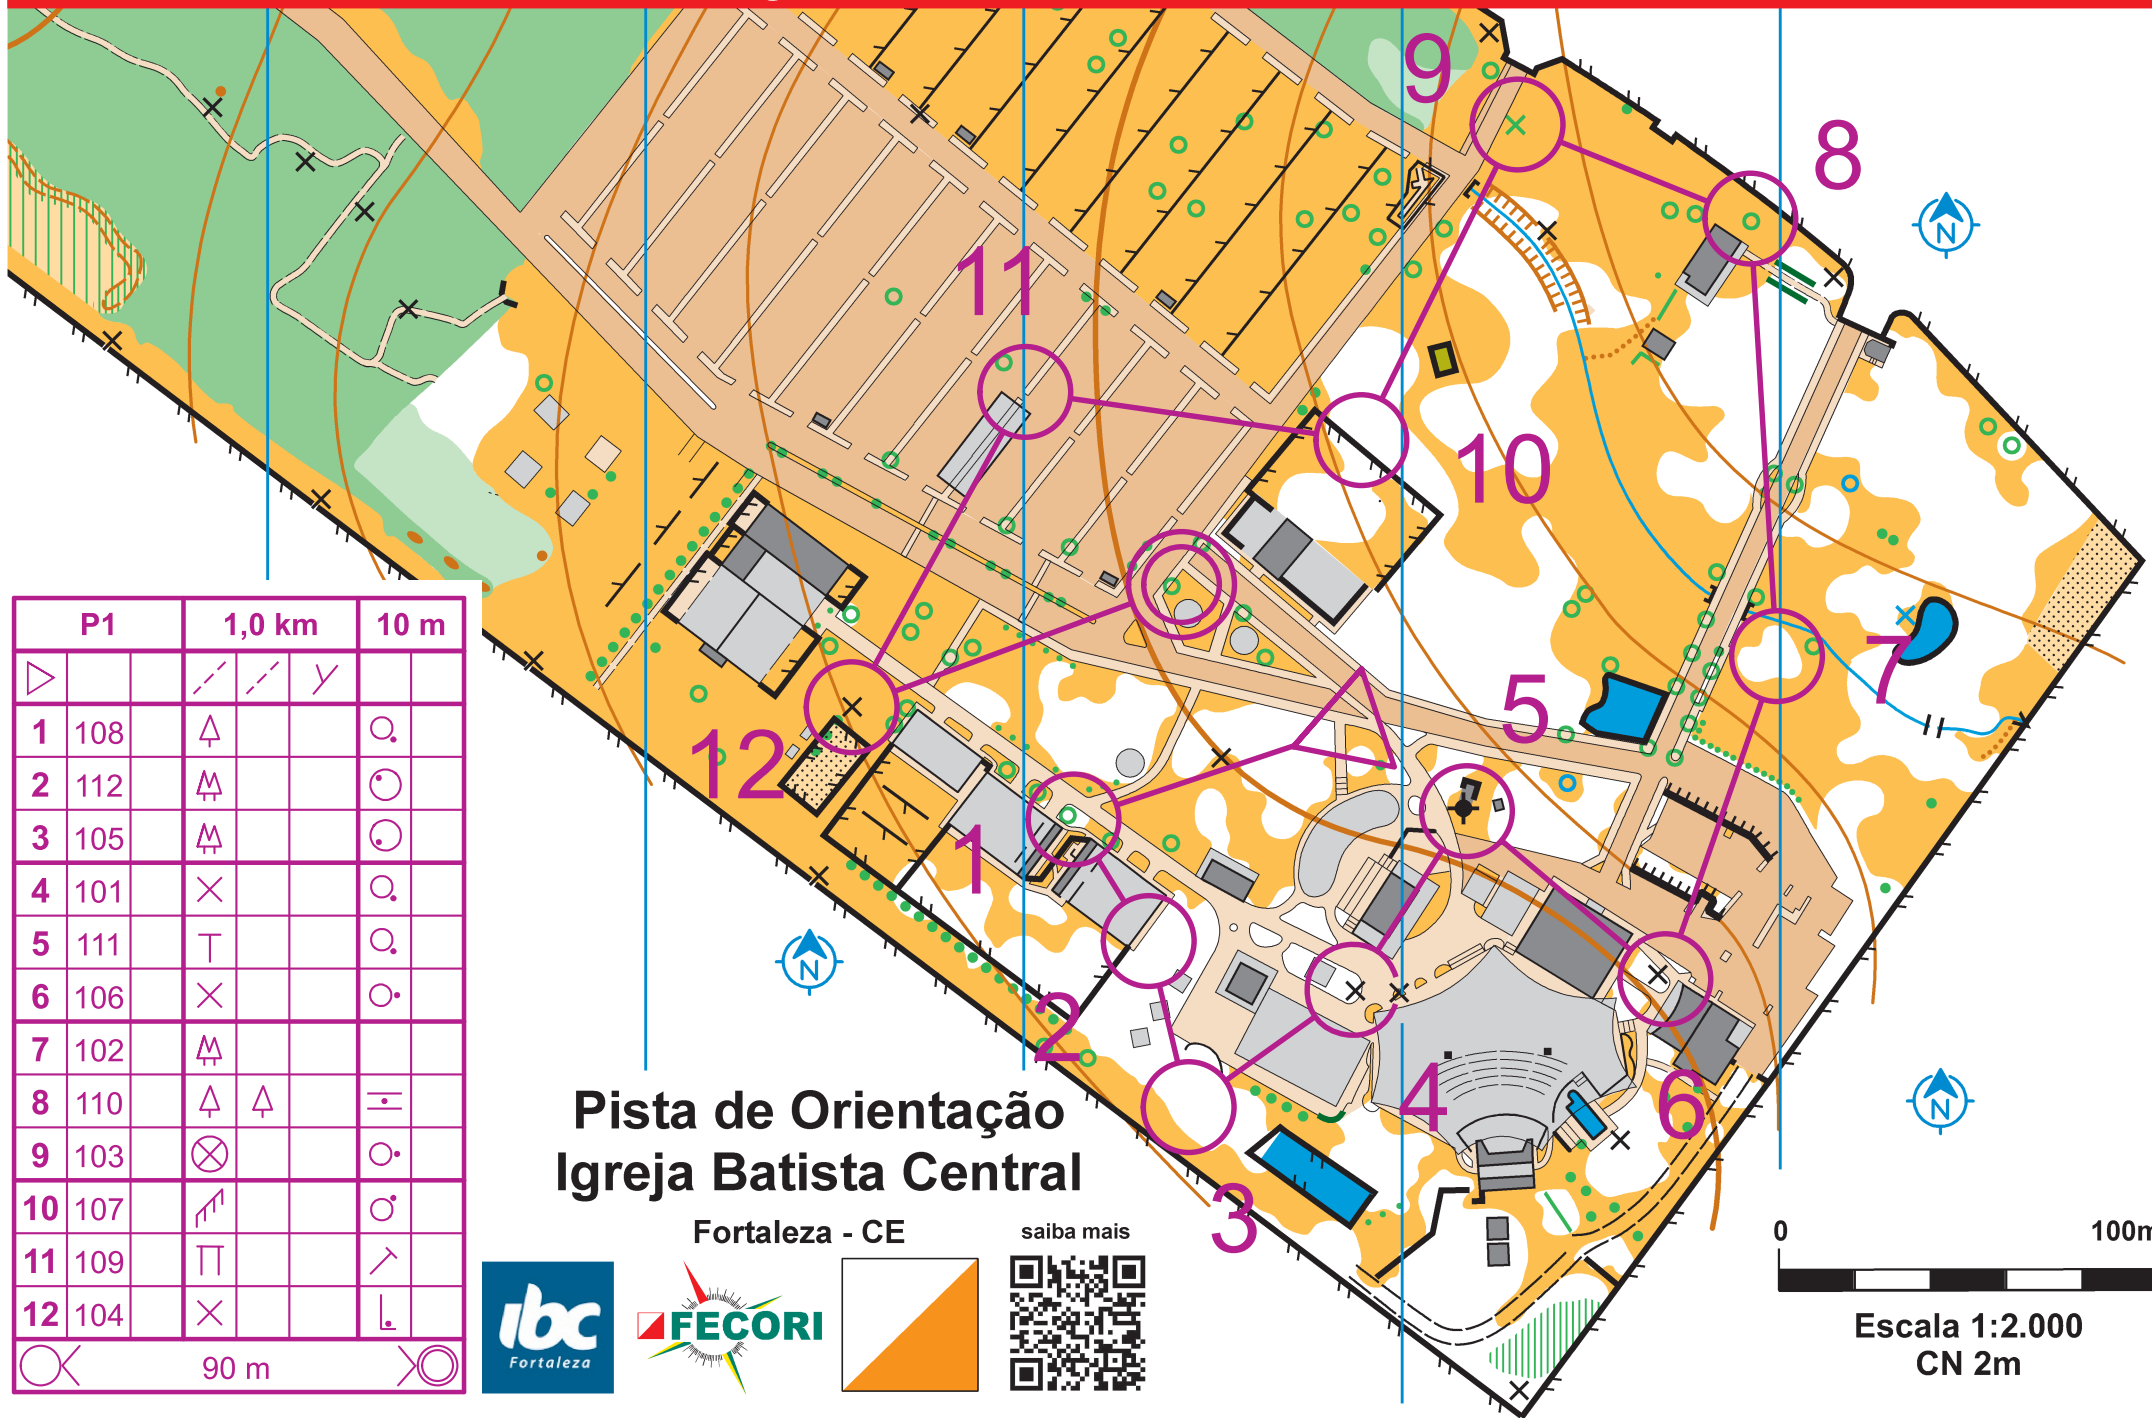 9
8
N
11
10
P1 1,0 km 10 m
1 108
2 112
3 105
4 101
5 111
6 106
7 102
8 110
9 103
10 107
11 109
12 104
90 m
5
7
12
1
N
2
4
6
N
3
Pista de Orientação
Igreja Batista Central
Fortaleza - CE
saiba mais
ibc
Fortaleza
FECORI
0 100m
Escala 1:2.000
CN 2m